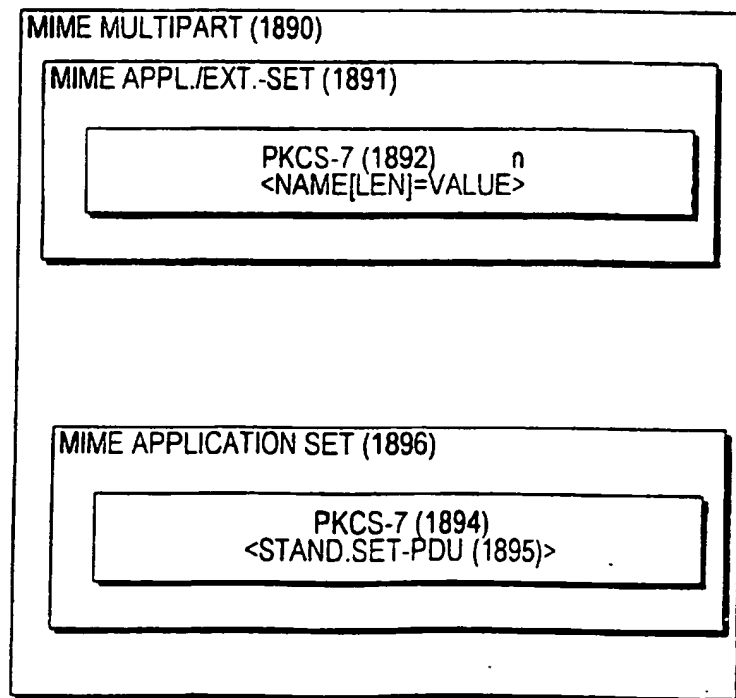 MIME MULTIPART (1890)
MIME APPL./EXT.-SET (1891)
PKCS-7 (1892) n
<NAME[LEN]=VALUE>
MIME APPLICATION SET (1896)
PKCS-7 (1894)
<STAND.SET-PDU (1895)>